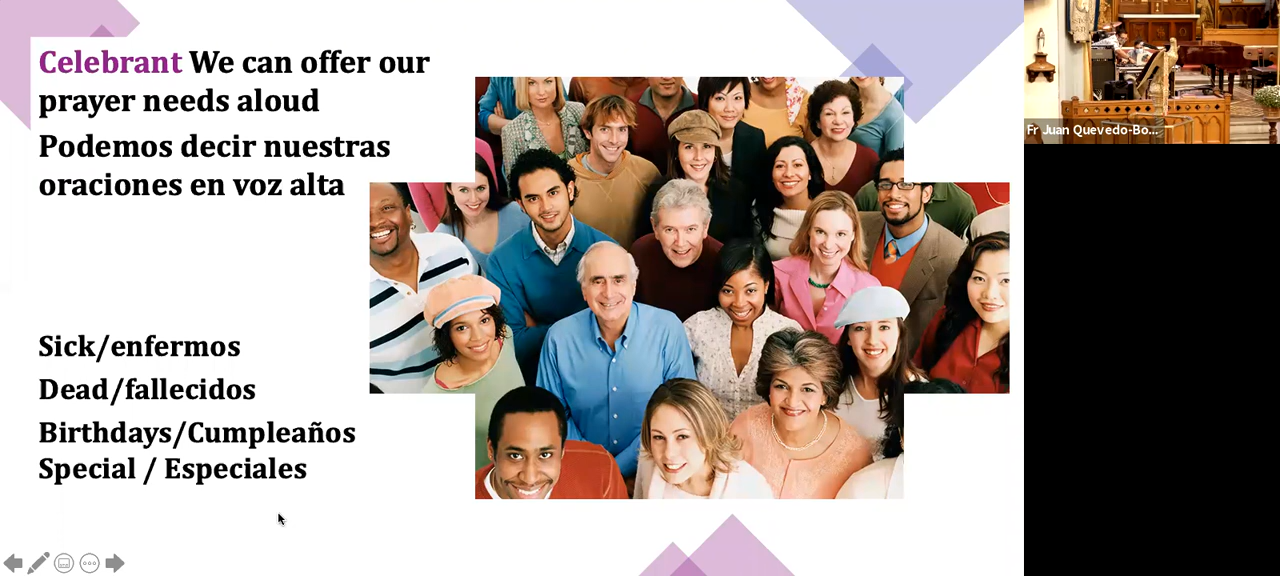 Celebrant We can offer our
prayer needs aloud
Podemos decir nuestras
oraciones en voz alta
Sick/enfermos
Dead/fallecidos
Birthdays/Cumpleaños
Special / Especiales
Fr Juan Quevedo-Bo...